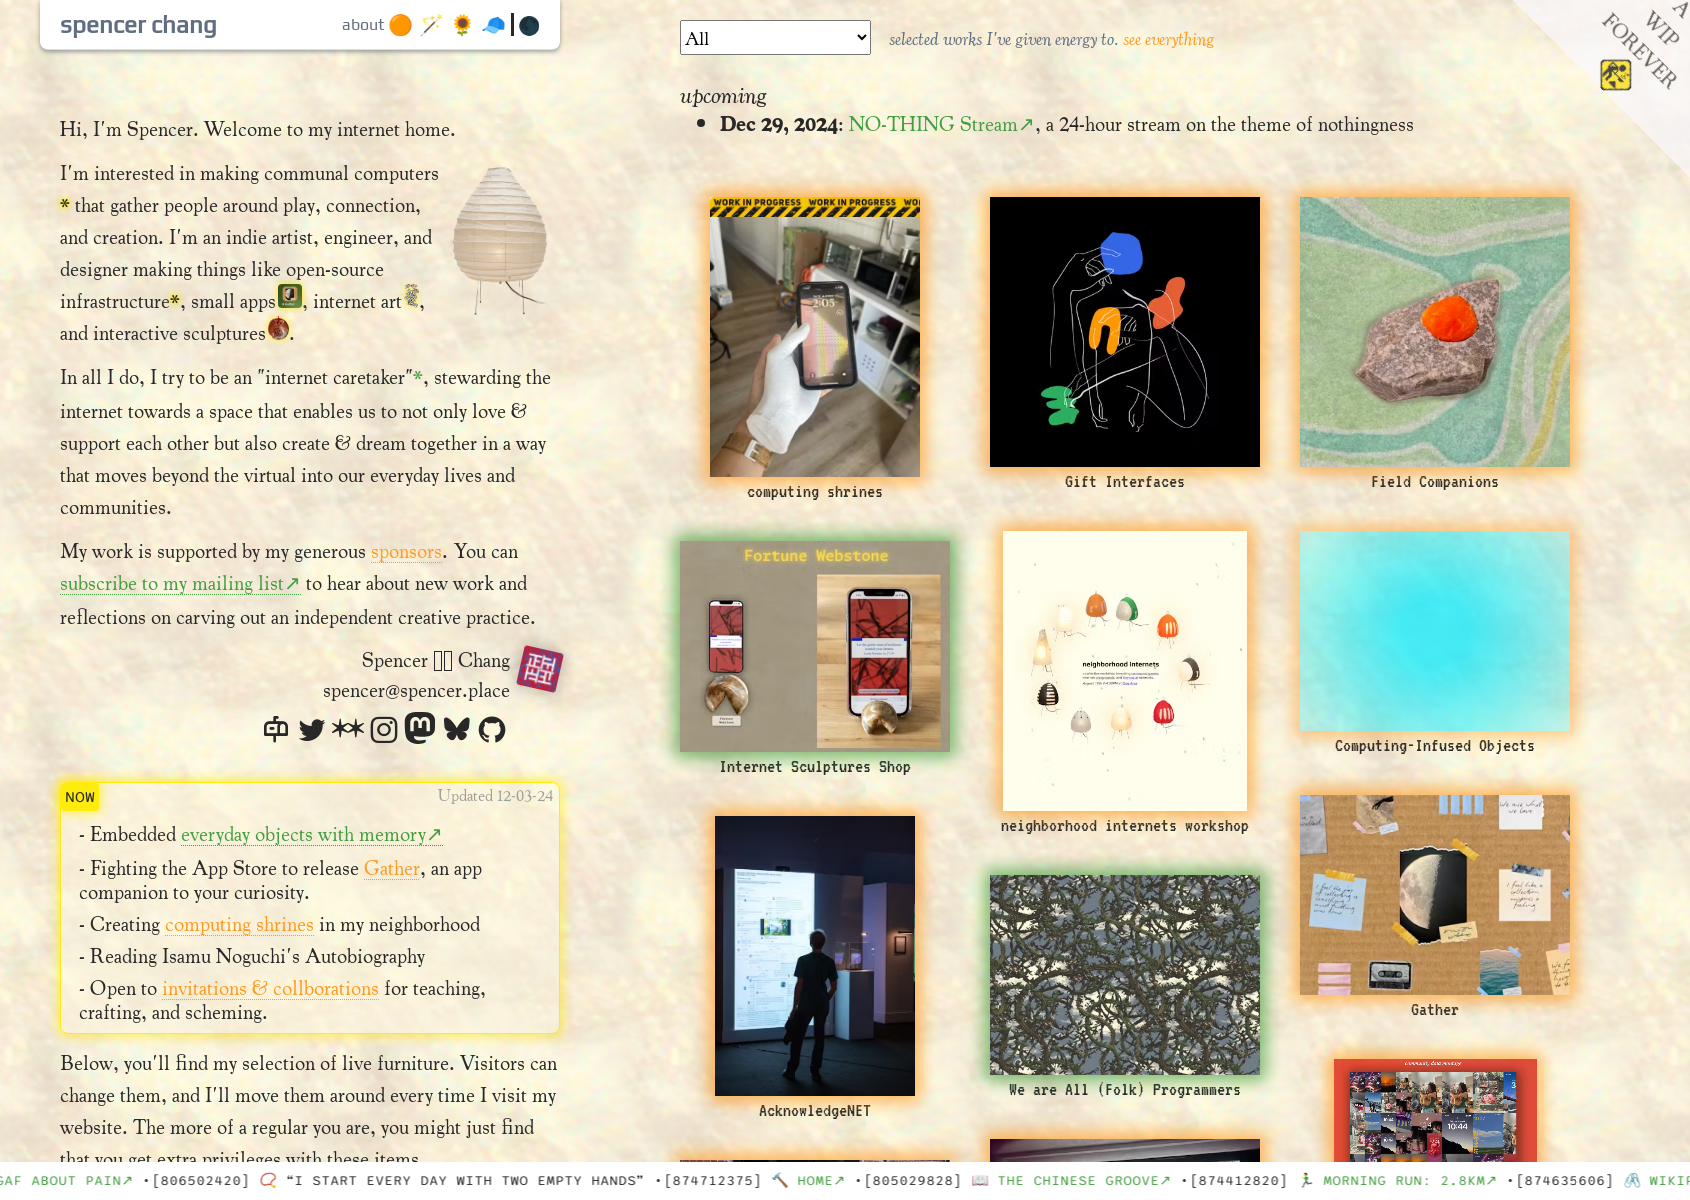 spencer chang
about
Hi, I'm Spencer. Welcome to my internet home.
I'm interested in making communal computers
* that gather people around play, connection,
and creation. I'm an indie artist, engineer, and
designer making things like open-source
infrastructure*, small apps, internet art,
and interactive sculptures.
In all I do, I try to be an "internet caretaker"*, stewarding the
internet towards a space that enables us to not only love &
support each other but also create & dream together in a way
that moves beyond the virtual into our everyday lives and
communities.
My work is supported by my generous sponsors. You can
subscribe to my mailing list↗ to hear about new work and
reflections on carving out an independent creative practice.
Spencer Chang
spencer@spencer.place
NOW
Updated 12-03-24
- Embedded everyday objects with memory↗
- Fighting the App Store to release Gather, an app
companion to your curiosity.
- Creating computing shrines in my neighborhood
- Reading Isamu Noguchi's Autobiography
- Open to invitations & collborations for teaching,
crafting, and scheming.
Below, you'll find my selection of live furniture. Visitors can
change them, and I'll move them around every time I visit my
website. The more of a regular you are, you might just find
that you get extra privileges with these items.
All
selected works I've given energy to. see everything
A
WIP
FOREVER
upcoming
Dec 29, 2024: NO-THING Stream↗, a 24-hour stream on the theme of nothingness
WORK IN PROGRESS WORK IN PROGRESS WOR
2:05
computing shrines
Gift Interfaces
Field Companions
Fortune Webstone
Internet Sculptures Shop
neighborhood internets
neighborhood internets workshop
Computing-Infused Objects
AcknowledgeNET
We are All (Folk) Programmers
Gather
10:44
GAF ABOUT PAIN↗ •[806502420] “I START EVERY DAY WITH TWO EMPTY HANDS” •[874712375] HOME↗ •[805029828] THE CHINESE GROOVE↗ •[874412820] MORNING RUN: 2.8KM↗ •[874635606] WIKIP